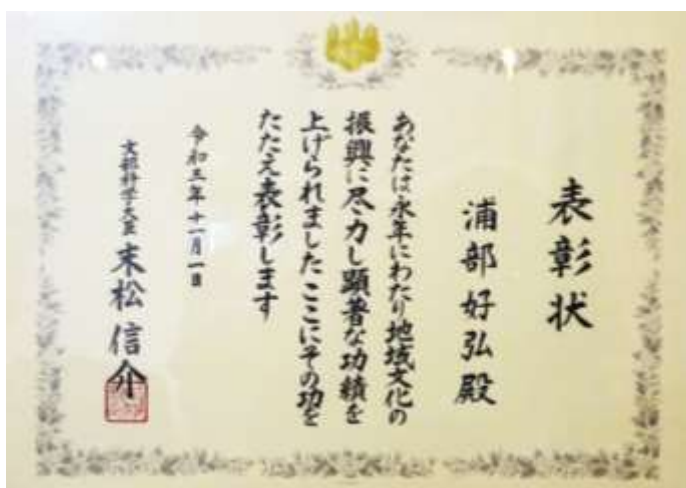 表彰状
浦部好弘殿
あなたは永年にわたり地域文化の
振興に尽力し顕著な功績を
上げられましたここにその功を
たたえ表彰します
令和三年十一月一日
文部科学大臣 末松信介